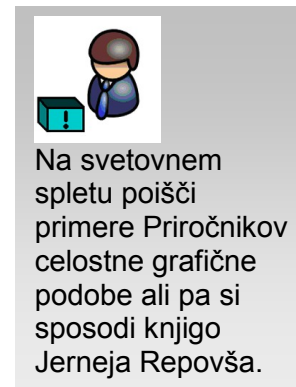 !
Na svetovnem
spletu poišči
primere Priročnikov
celostne grafične
podobe ali pa si
sposodi knjigo
Jerneja Repovša.